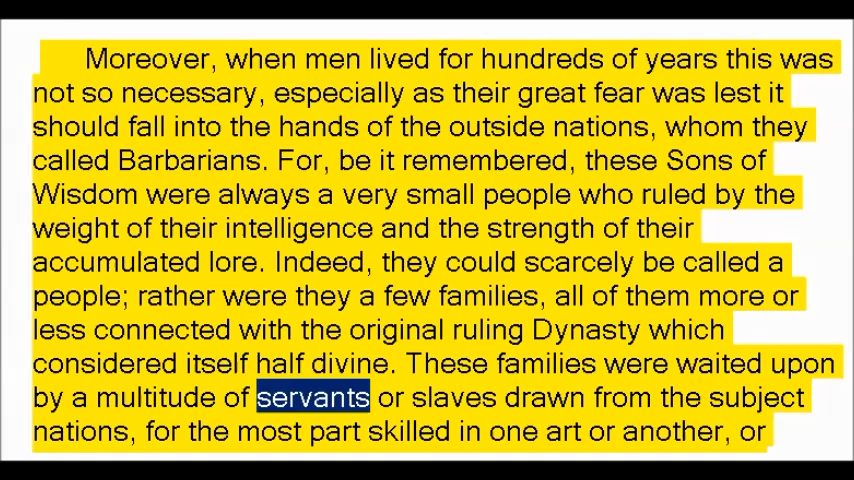 Moreover, when men lived for hundreds of years this was
not so necessary, especially as their great fear was lest it
should fall into the hands of the outside nations, whom they
called Barbarians. For, be it remembered, these Sons of
Wisdom were always a very small people who ruled by the
weight of their intelligence and the strength of their
accumulated lore. Indeed, they could scarcely be called a
people; rather were they a few families, all of them more or
less connected with the original ruling Dynasty which
considered itself half divine. These families were waited upon
by a multitude of servants or slaves drawn from the subject
nations, for the most part skilled in one art or another, or